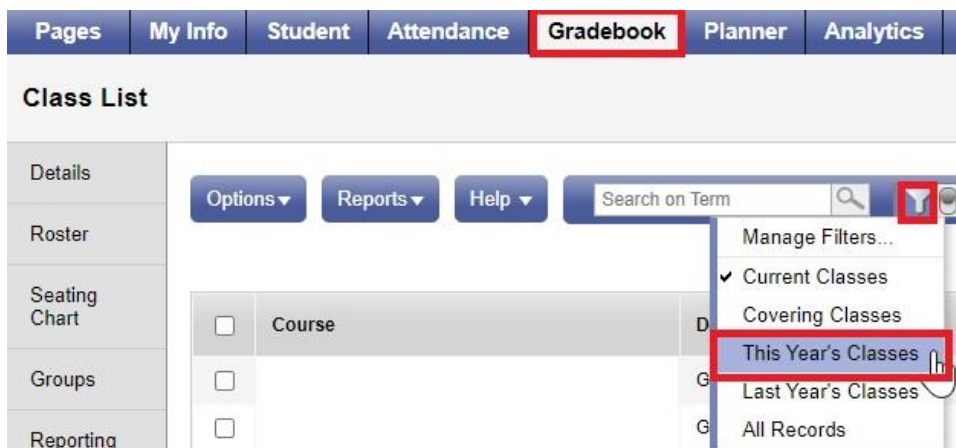 Pages My Info Student Attendance Gradebook Planner Analytics
Class List
Details
Options Reports Help Search on Term
Roster
Manage Filters...
Seating
Chart
Current Classes
Covering Classes
Course D
This Year's Classes
Groups G
Last Year's Classes
Reporting G All Records